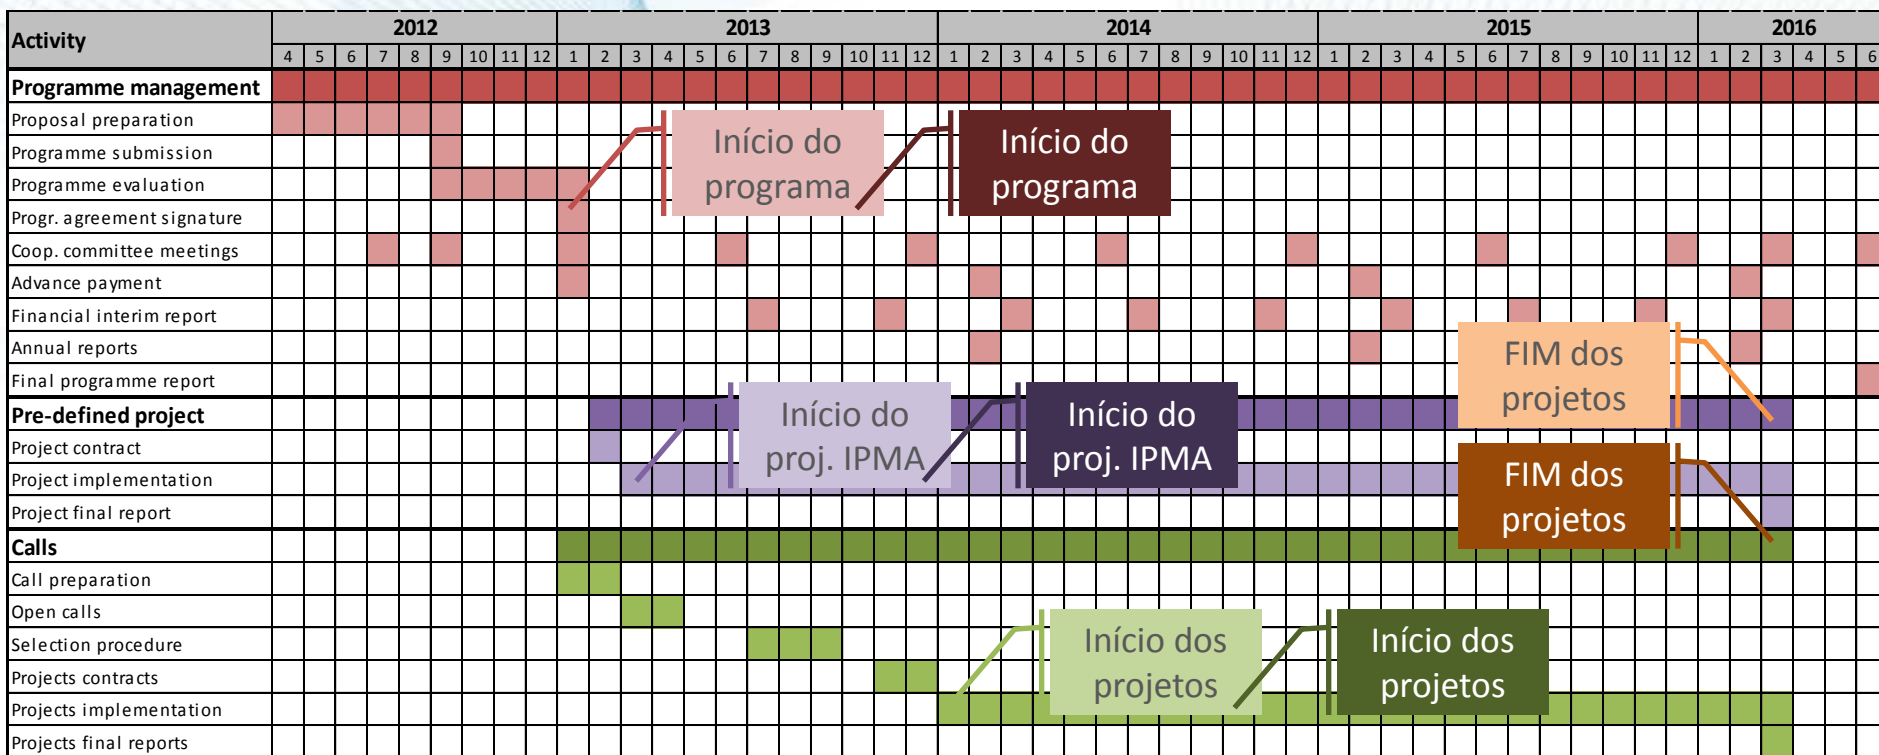 Activity 2012 2013 2014 2015 2016
4 5 6 7 8 9 10 11 12 1 2 3 4 5 6 7 8 9 10 11 12 1 2 3 4 5 6 7 8 9 10 11 12 1 2 3 4 5 6 7 8 9 10 11 12 1 2 3 4 5 6
Programme management
Proposal preparation
Programme submission
Programme evaluation
Progr. agreement signature
Coop. committee meetings
Advance payment
Financial interim report
Annual reports
Final programme report
Pre-defined project
Project contract
Project implementation
Project final report
Calls
Call preparation
Open calls
Selection procedure
Projects contracts
Projects implementation
Projects final reports
Início do
programa
Início do
programa
FIM dos
projetos
Início do
proj. IPMA
Início do
proj. IPMA
FIM dos
projetos
Início dos
projetos
Início dos
projetos